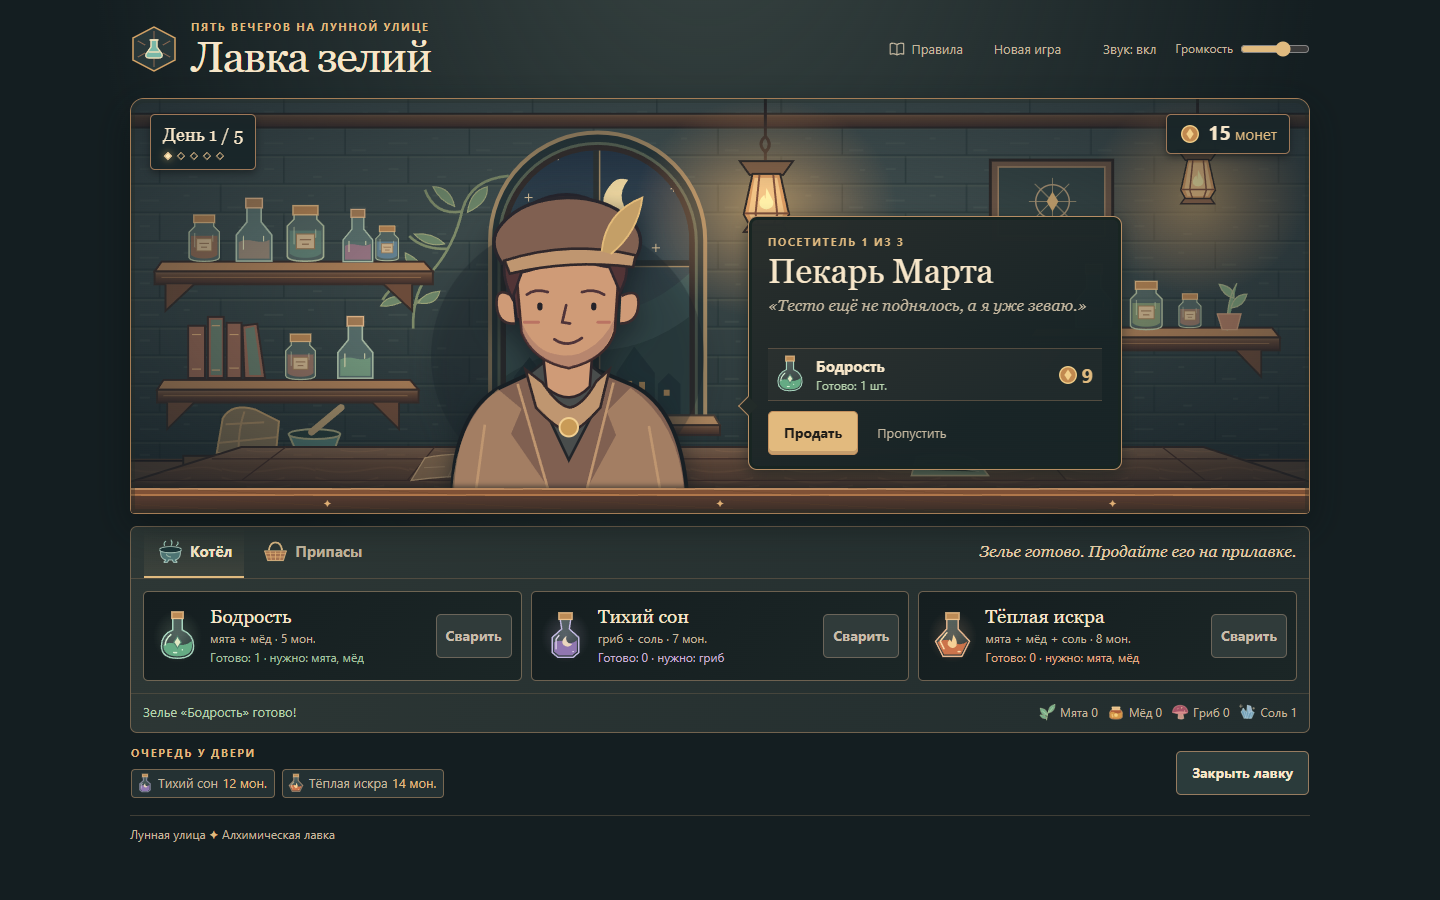 ПЯТЬ ВЕЧЕРОВ НА ЛУННОЙ УЛИЦЕ
Лавка зелий
Правила
Новая игра
Звук: вкл
Громкость
День 1 / 5
15 монет
ПОСЕТИТЕЛЬ 1 ИЗ 3
Пекарь Марта
«Тесто ещё не поднялось, а я уже зеваю.»
Бодрость
Готово: 1 шт.
9
Продать
Пропустить
Котёл
Припасы
Зелье готово. Продайте его на прилавке.
Бодрость
мята + мёд · 5 мон.
Готово: 1 · нужно: мята, мёд
Сварить
Тихий сон
гриб + соль · 7 мон.
Готово: 0 · нужно: гриб
Сварить
Тёплая искра
мята + мёд + соль · 8 мон.
Готово: 0 · нужно: мята, мёд
Сварить
Зелье «Бодрость» готово!
Мята 0
Мёд 0
Гриб 0
Соль 1
ОЧЕРЕДЬ У ДВЕРИ
Тихий сон 12 мон.
Тёплая искра 14 мон.
Закрыть лавку
Лунная улица ✦ Алхимическая лавка